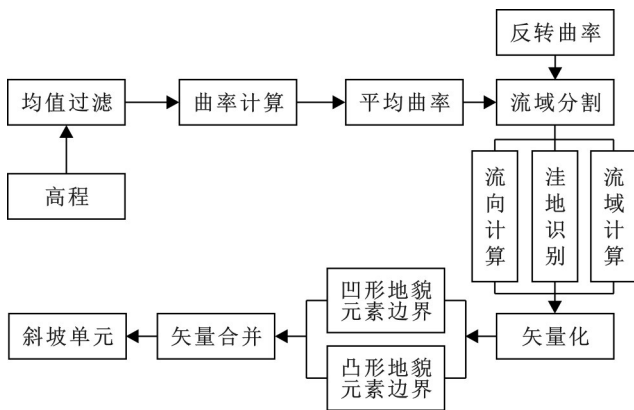 反转曲率
均值过滤
曲率计算
平均曲率
流域分割
高程
流向计算
洼地识别
流域计算
凹形地貌
元素边界
斜坡单元
矢量合并
矢量化
凸形地貌
元素边界